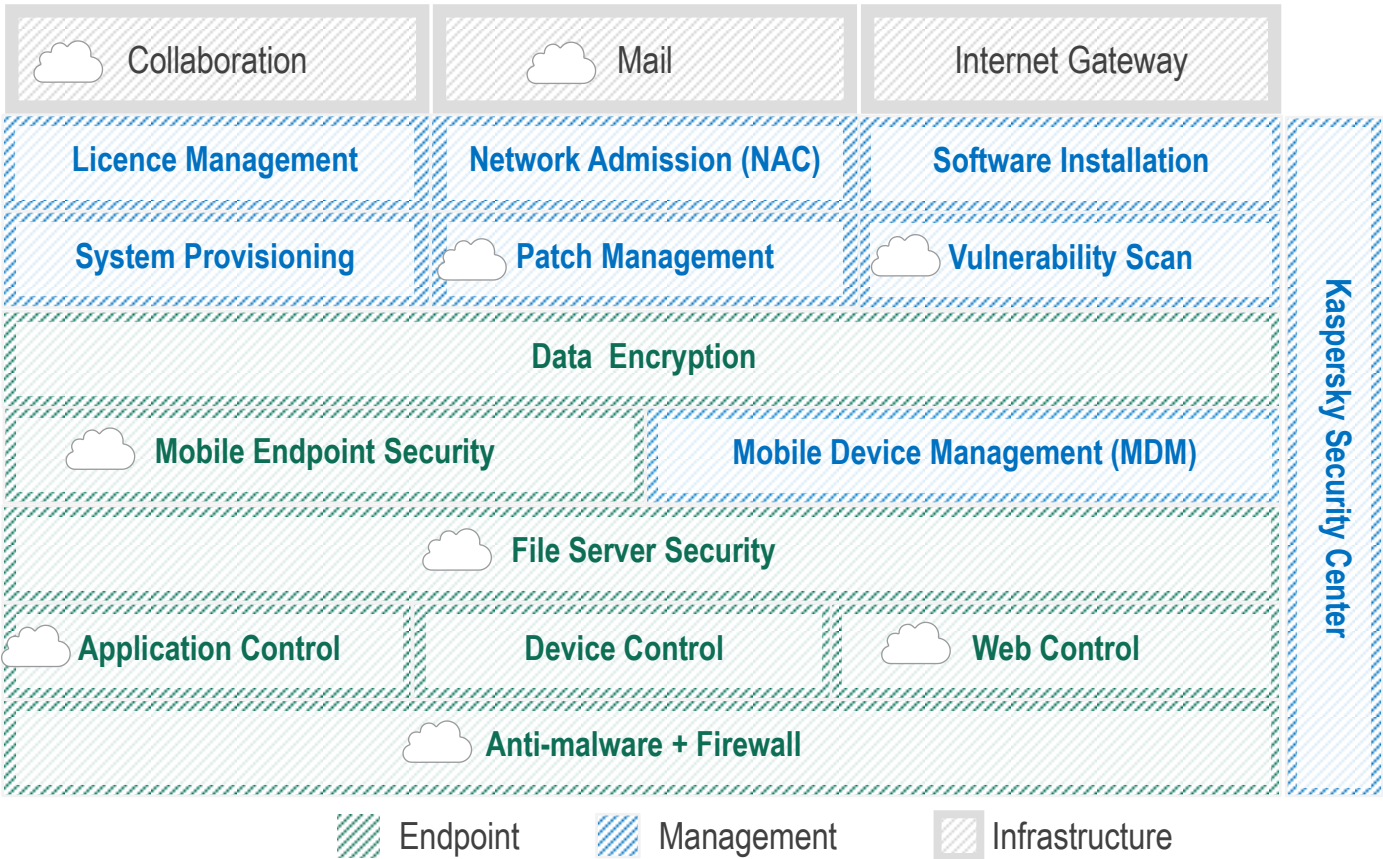 Collaboration
Mail
Internet Gateway
Licence Management
Network Admission (NAC)
Software Installation
System Provisioning
Patch Management
Vulnerability Scan
Data Encryption
Mobile Endpoint Security
Mobile Device Management (MDM)
File Server Security
Application Control
Device Control
Web Control
Anti-malware + Firewall
Kaspersky Security Center
Endpoint
Management
Infrastructure